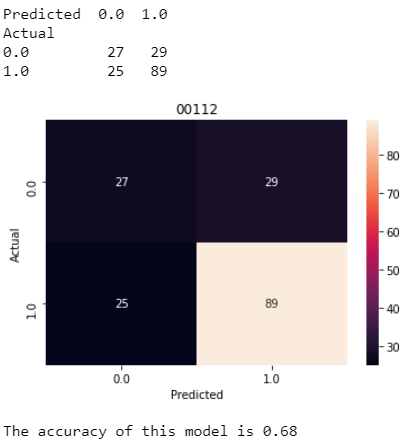 Predicted 0.0 1.0
Actual
0.0 27 29
1.0 25 89
00112
0.0 27 29
80
70
60
Actual
50
1.0 25 89
40
30
0.0 1.0
Predicted
The accuracy of this model is 0.68